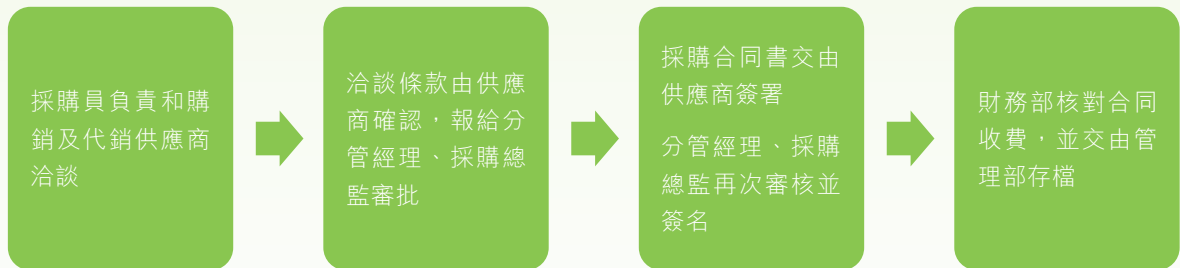 採購員負責和購
銷及代銷供應商
洽談
洽談條款由供應
商確認，報給分
管經理、採購總
監審批
採購合同書交由
供應商簽署
分管經理、採購
總監再次審核並
簽名
財務部核對合同
收費，並交由管
理部存檔